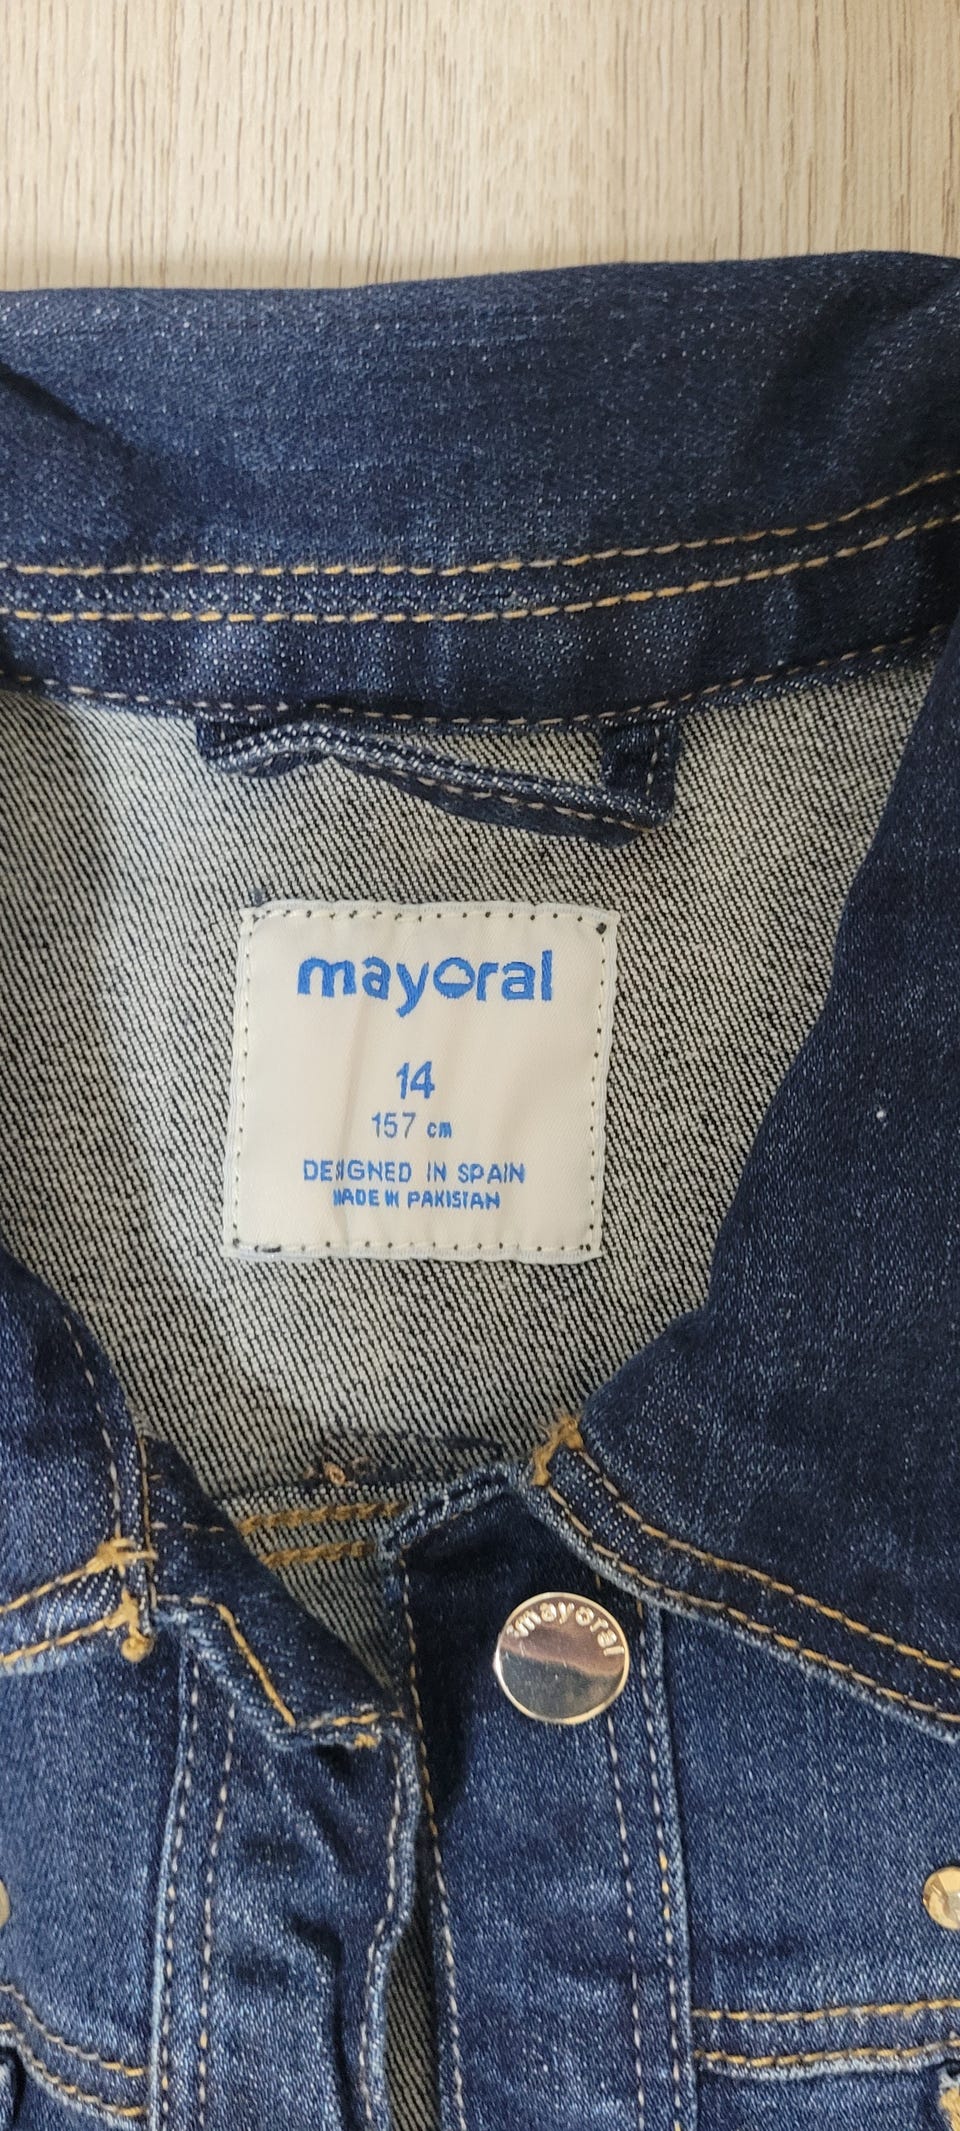 mayoral
14
157 cm
DESIGNED IN SPAIN
MADE IN PAKISTAN
mayoral